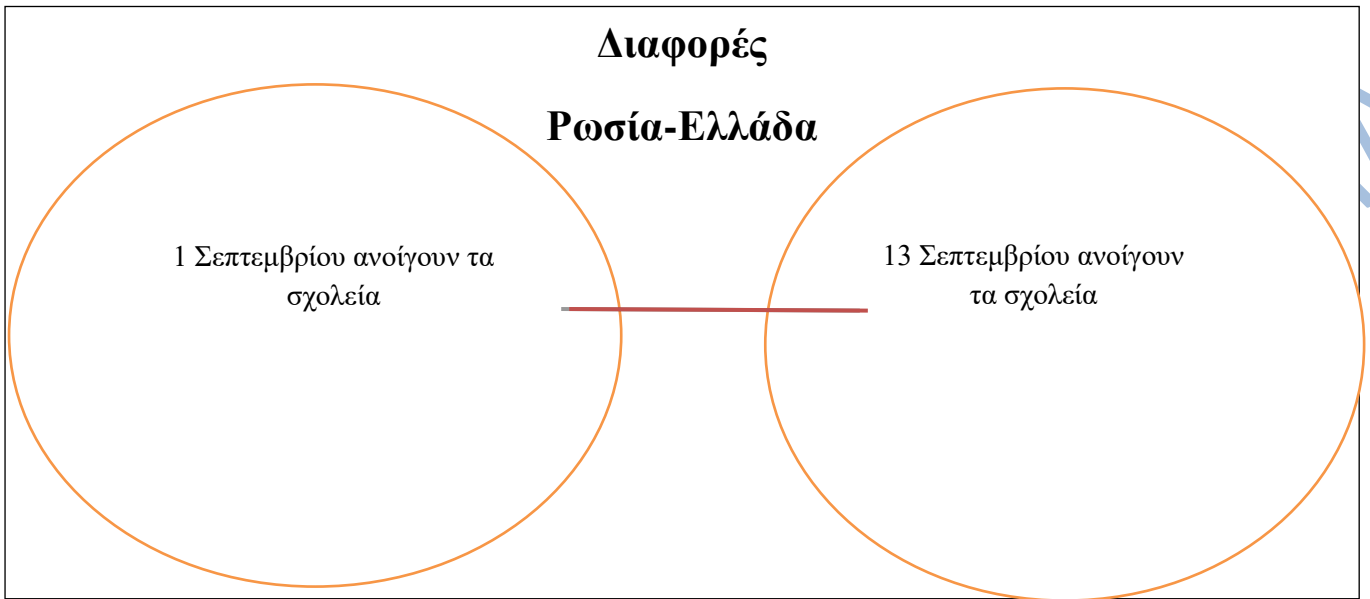 Διαφορές
Ρωσία-Ελλάδα
1 Σεπτεμβρίου ανοίγουν τα
σχολεία
13 Σεπτεμβρίου ανοίγουν
τα σχολεία